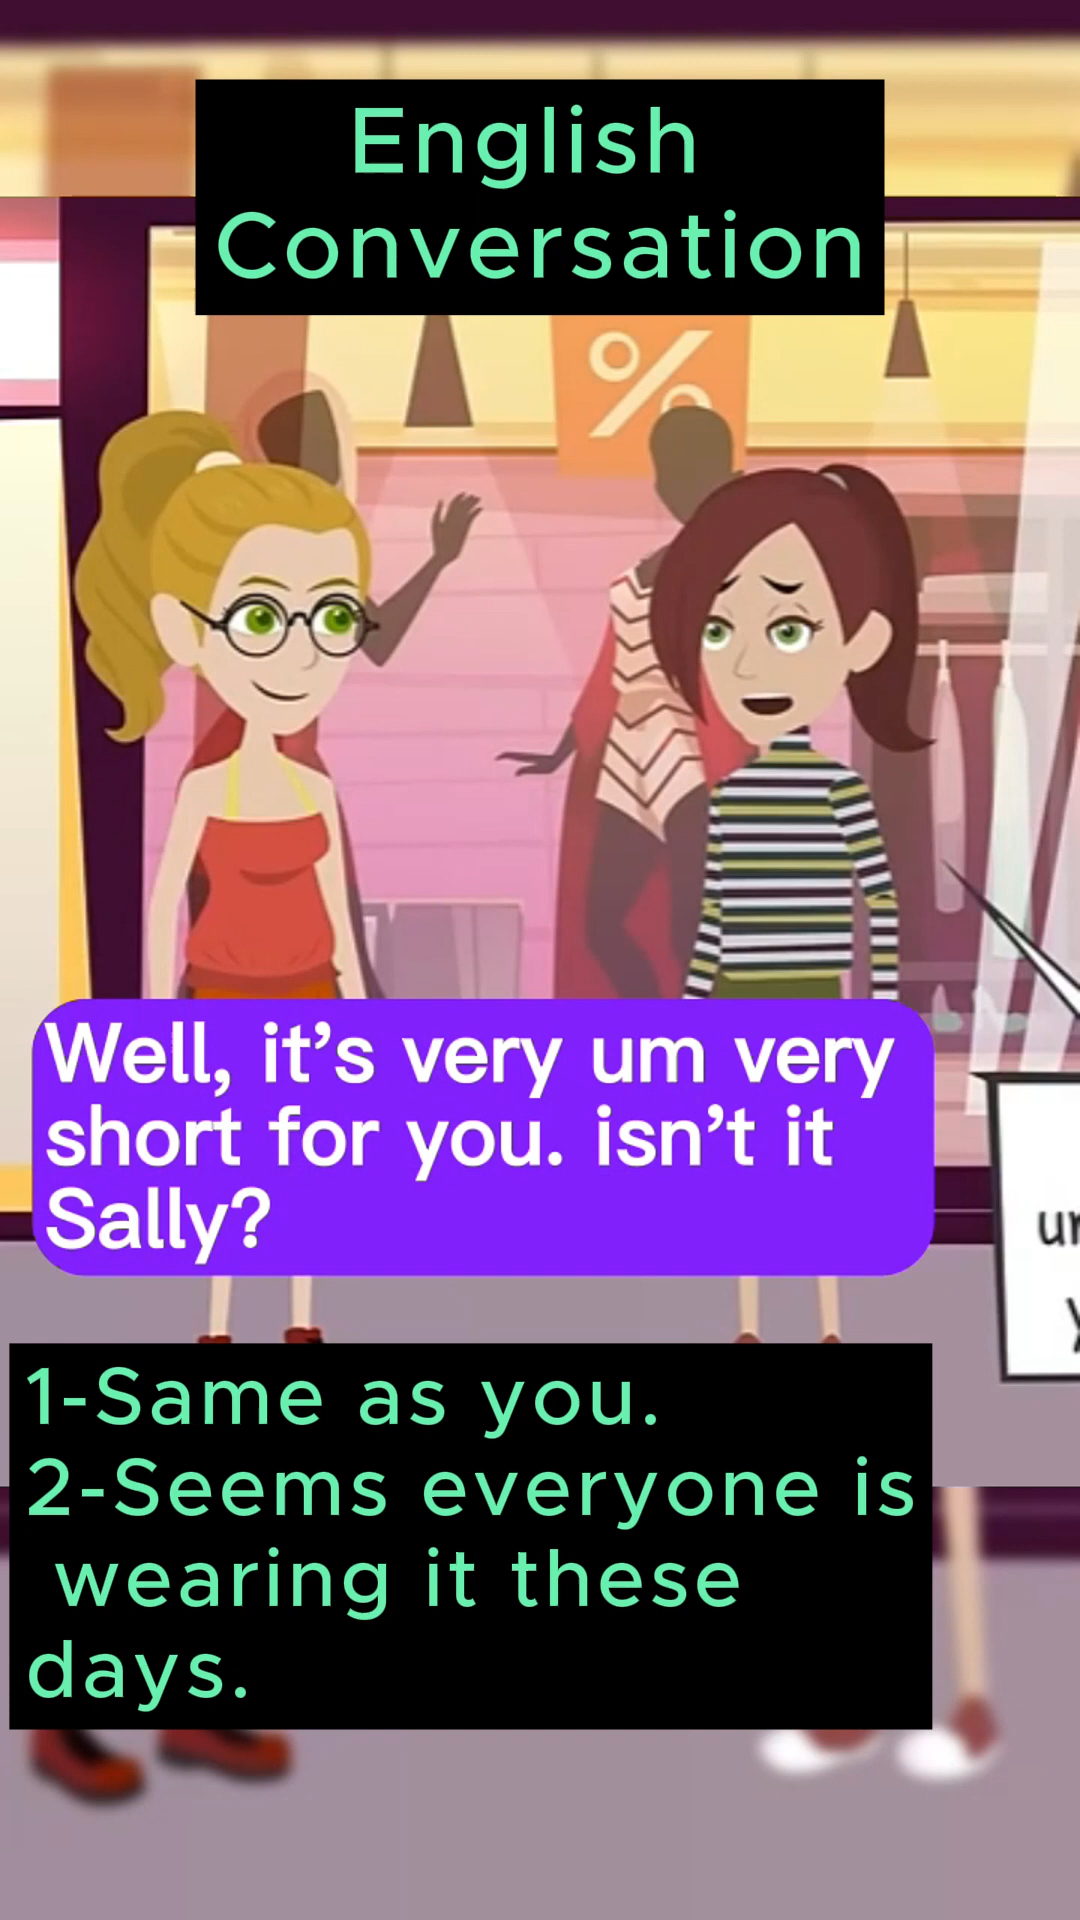 English
Conversation
%
Well, it's very um very
short for you. isn't it
Sally?
1-Same as you.
2-Seems everyone is
wearing it these
days.